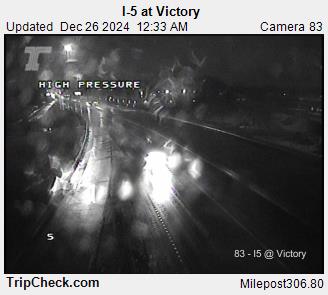 I-5 at Victory
Updated Dec 26 2024 12:33 AM Camera 83
T
HIGH PRESSURE
S
83 - I5 @ Victory
TripCheck.com Milepost306.80